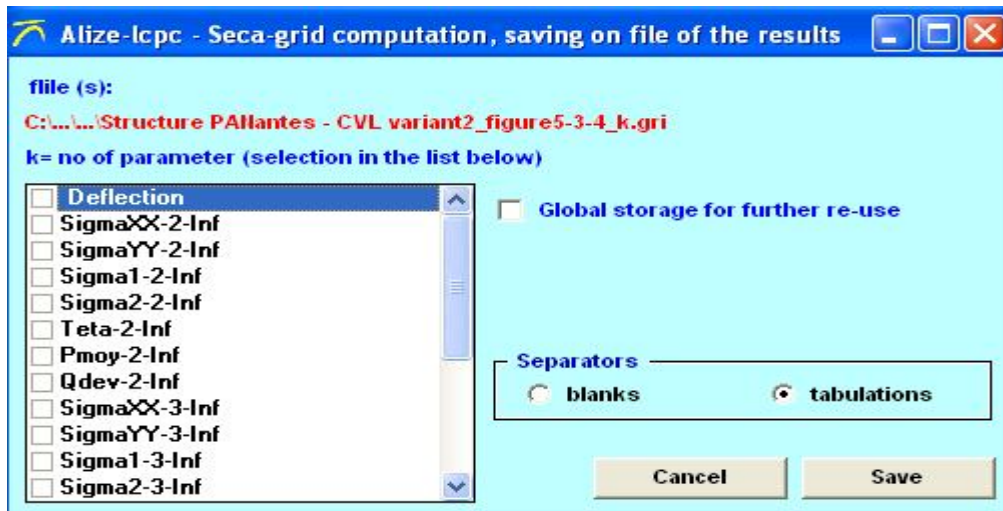 Alize-lcpc - Seca-grid computation, saving on file of the results
flile (s):
C:\...\...\Structure PANantes - CVL variant2_figure5-3-4_k.gri
k= no of parameter (selection in the list below)
Deflection
SigmaXX-2-Inf
SigmaYY-2-Inf
Sigma1-2-Inf
Sigma2-2-Inf
Teta-2-Inf
Pmoy-2-Inf
Qdev-2-Inf
SigmaXX-3-Inf
SigmaYY-3-Inf
Sigma1-3-Inf
Sigma2-3-Inf
Global storage for further re-use
Separators
blanks
tabulations
Cancel
Save